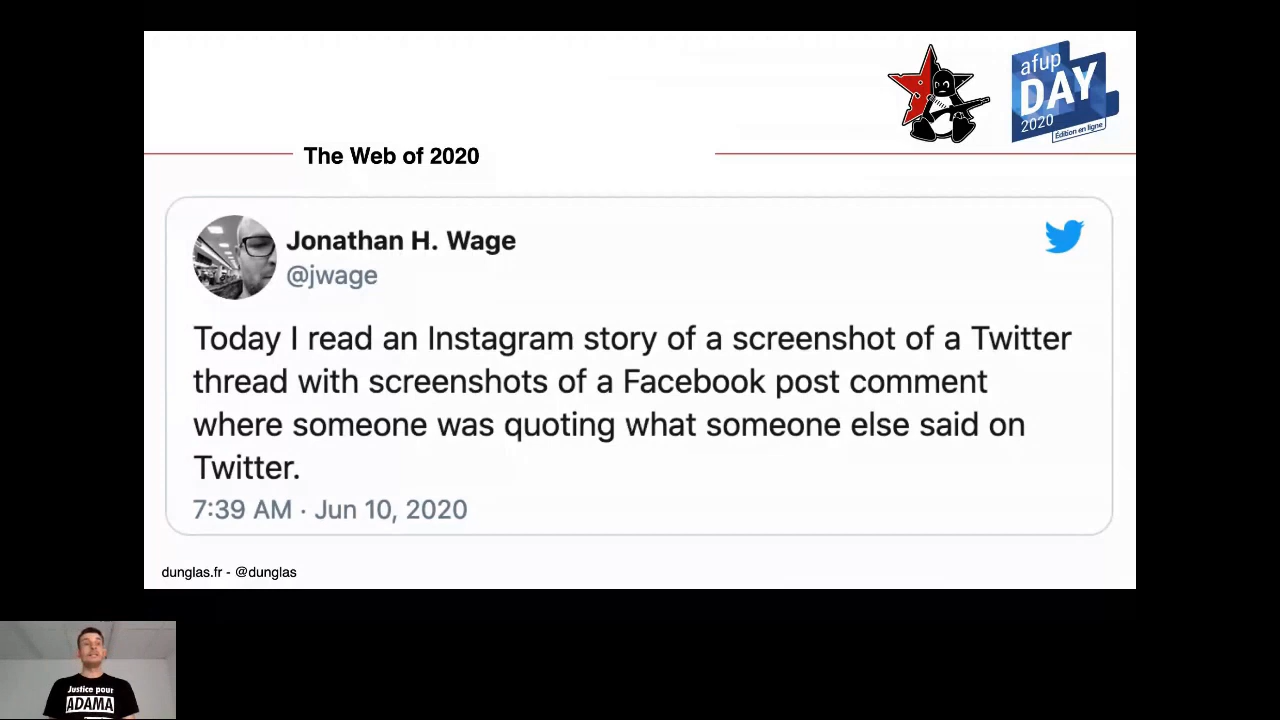 afup
DAY
2020
Édition en ligne
The Web of 2020
Jonathan H. Wage
@jwage
Today I read an Instagram story of a screenshot of a Twitter
thread with screenshots of a Facebook post comment
where someone was quoting what someone else said on
Twitter.
7:39 AM · Jun 10, 2020
dunglas.fr - @dunglas
Justice pour
ADAMA